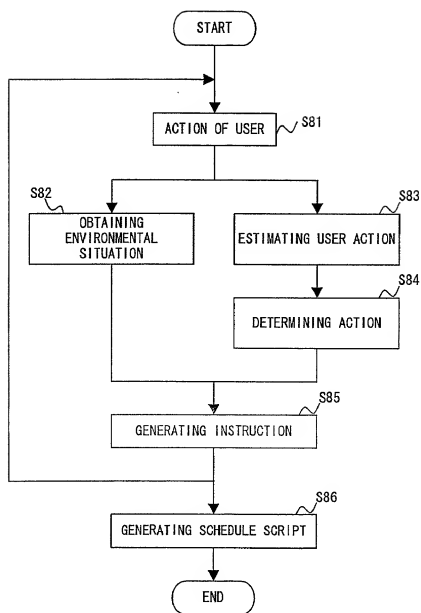 START
ACTION OF USER
S81
S82
OBTAINING
ENVIRONMENTAL
SITUATION
S83
ESTIMATING USER ACTION
S84
DETERMINING ACTION
S85
GENERATING INSTRUCTION
S86
GENERATING SCHEDULE SCRIPT
END